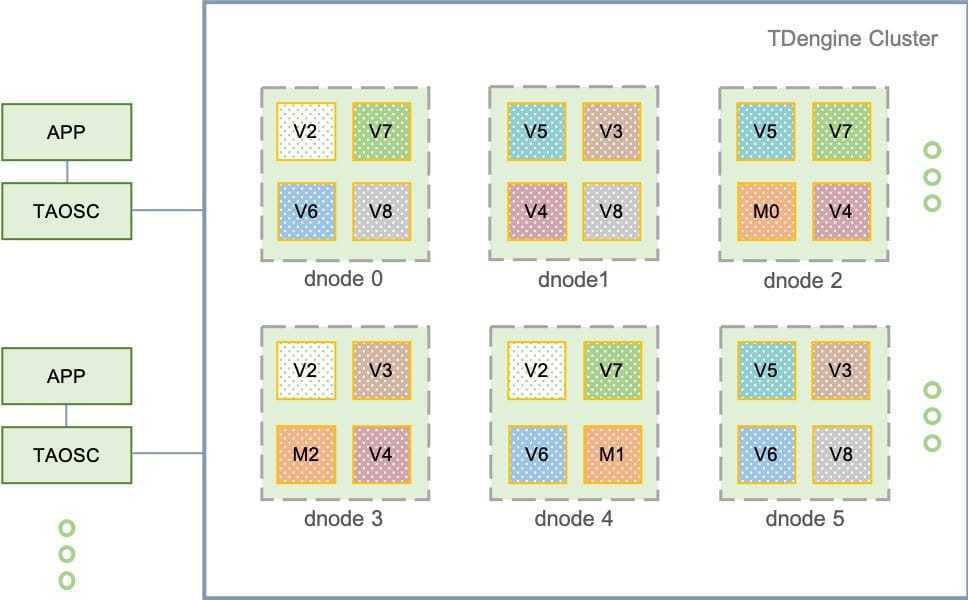 TDengine Cluster
APP
TAOSC
V2 V7
V6 V8
dnode 0
V5 V3
V4 V8
dnode1
V5 V7
M0 V4
dnode 2
APP
TAOSC
V2 V3
M2 V4
dnode 3
V2 V7
V6 M1
dnode 4
V5 V3
V6 V8
dnode 5